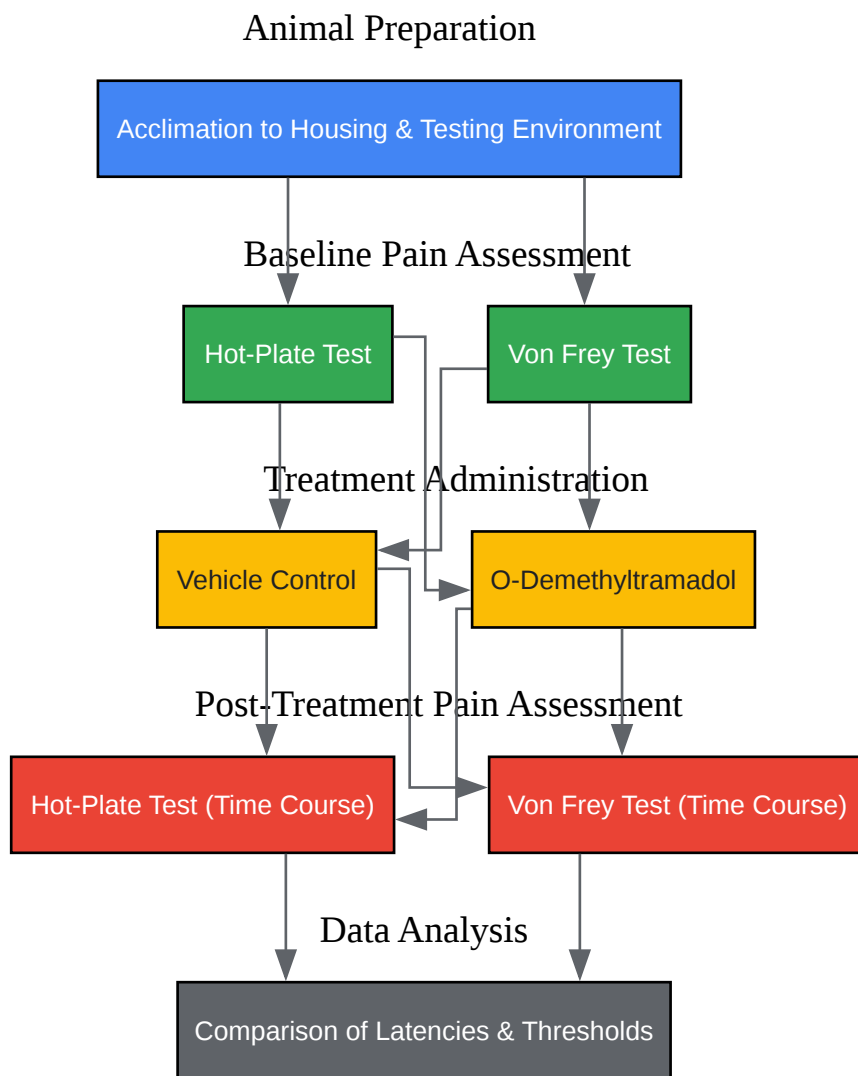 Animal Preparation
Acclimation to Housing & Testing Environment
Baseline Pain Assessment
Hot-Plate Test
Von Frey Test
Treatment Administration
Vehicle Control
O-Demethyltramadol
Post-Treatment Pain Assessment
Hot-Plate Test (Time Course)
Von Frey Test (Time Course)
Data Analysis
Comparison of Latencies & Thresholds